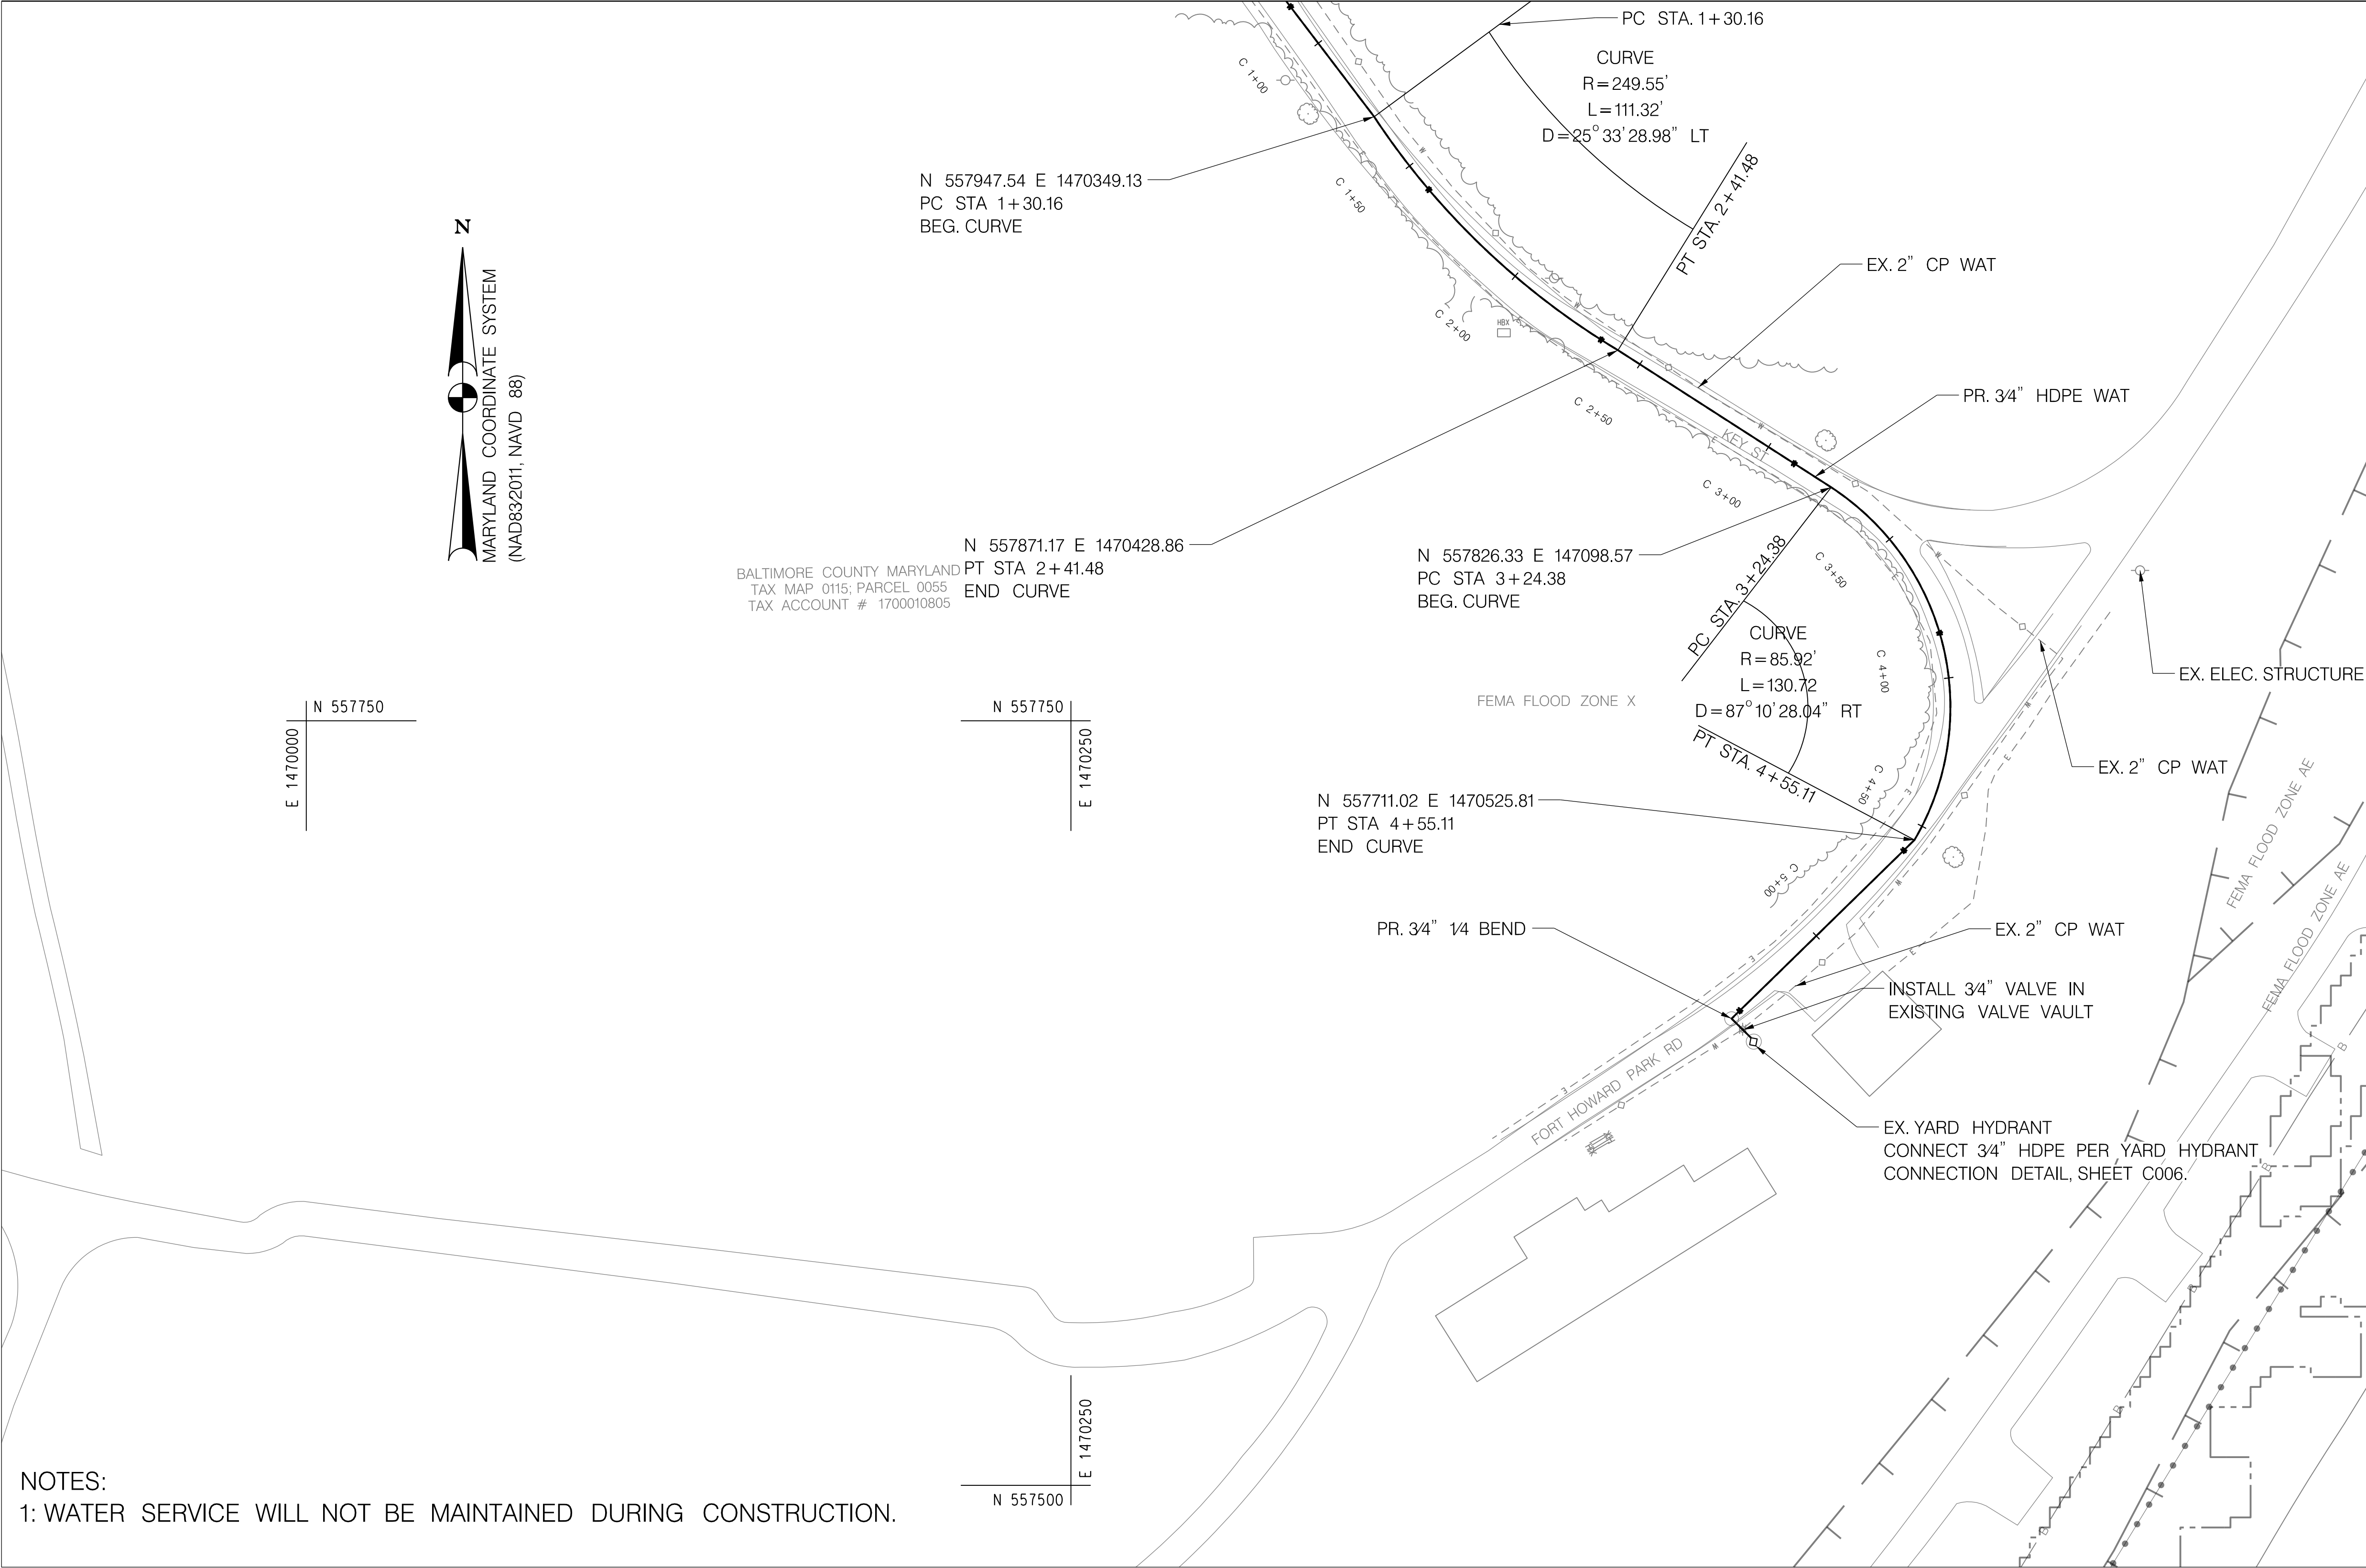 PC STA. 1+30.16
CURVE
R=249.55'
L=111.32'
D=25°33'28.98" LT
C 1+00
N 557947.54 E 1470349.13
PC STA 1+30.16
BEG. CURVE
C 1+50
PT STA. 2+41.48
N
MARYLAND COORDINATE SYSTEM
(NAD83/2011, NAVD 88)
EX. 2" CP WAT
W
W
HBX
C 2+00
E
PR. 3/4" HDPE WAT
C 2+50
W
KEY ST
E
C 3+00
N 557871.17 E 1470428.86
PT STA 2+41.48
END CURVE
BALTIMORE COUNTY MARYLAND
TAX MAP 0115; PARCEL 0055
TAX ACCOUNT # 1700010805
N 557826.33 E 147098.57
PC STA 3+24.38
BEG. CURVE
PC STA. 3+24.38
C 3+50
E
W
CURVE
R=85.92'
L=130.72
D=87°10'28.04" RT
C 4+00
EX. ELEC. STRUCTURE
FEMA FLOOD ZONE X
N 557750
E 1470000
N 557750
E 1470250
W
PT STA. 4+55.11
E
EX. 2" CP WAT
C 4+50
E
N 557711.02 E 1470525.81
PT STA 4+55.11
END CURVE
FEMA FLOOD ZONE AE
C 5+00
W
FEMA FLOOD ZONE AE
PR. 3/4" 1/4 BEND
EX. 2" CP WAT
E
E
INSTALL 3/4" VALVE IN
EXISTING VALVE VAULT
W
FORT HOWARD PARK RD
E
B
EX. YARD HYDRANT
CONNECT 3/4" HDPE PER YARD HYDRANT
CONNECTION DETAIL, SHEET C006.
B
B
B
B
E 1470250
N 557500
NOTES:
1: WATER SERVICE WILL NOT BE MAINTAINED DURING CONSTRUCTION.